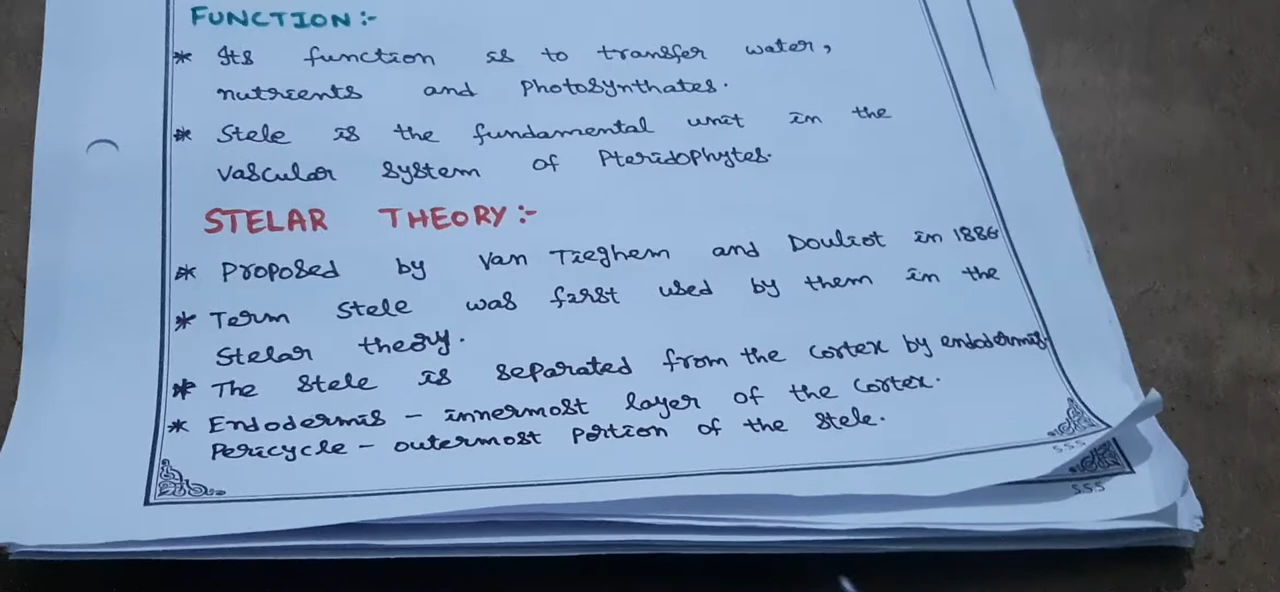 FUNCTION:-
* Its function is to transfer water,
nutrients and photosynthates.
* Stele is the fundamental unit in the
vascular system of Pteridophytes.
STELAR THEORY:-
* Proposed by Van Tieghem and Douliot in 1886
* Term stele was first used by them in the
Stelar theory.
* The Stele is separated from the cortex by endodermis.
* Endodermis - innermost layer of the cortex.
Pericycle - outermost portion of the stele.
S.S.S
S.S.S